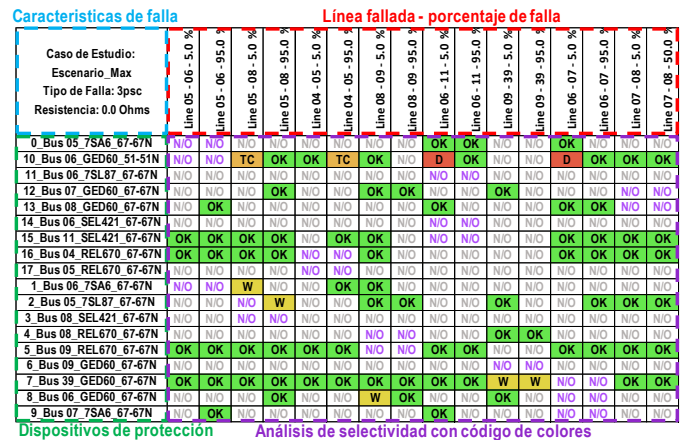 Características de falla
Línea fallada - porcentaje de falla
Caso de Estudio:
Escenario_Max
Tipo de Falla: 3psc
Resistencia: 0.0 Ohms
Line 05 - 06 - 5.0 %
Line 05 - 06 - 95.0 %
Line 05 - 08 - 5.0 %
Line 05 - 08 - 95.0 %
Line 04 - 05 - 5.0 %
Line 04 - 05 - 95.0 %
Line 08 - 09 - 5.0 %
Line 08 - 09 - 95.0 %
Line 06 - 11 - 5.0 %
Line 06 - 11 - 95.0 %
Line 09 - 39 - 5.0 %
Line 09 - 39 - 95.0 %
Line 06 - 07 - 5.0 %
Line 06 - 07 - 95.0 %
Line 07 - 08 - 5.0 %
Line 07 - 08 - 50.0 %
0_Bus 05_7SA6_67-67N N/O N/O N/O N/O N/O N/O N/O N/O OK OK N/O N/O OK N/O N/O N/O
10_Bus 06_GED60_51-51N N/O N/O TC OK OK TC OK N/O D OK N/O N/O D OK OK OK
11_Bus 06_7SL87_67-67N N/O N/O N/O N/O N/O N/O N/O N/O N/O N/O N/O N/O N/O N/O N/O N/O
12_Bus 07_GED60_67-67N N/O N/O N/O OK N/O N/O OK OK N/O N/O OK N/O N/O N/O N/O N/O
13_Bus 08_GED60_67-67N N/O OK N/O N/O N/O N/O N/O N/O OK N/O N/O N/O OK OK N/O N/O
14_Bus 06_SEL421_67-67N N/O N/O N/O N/O N/O N/O N/O N/O N/O N/O N/O N/O N/O N/O N/O N/O
15_Bus 11_SEL421_67-67N OK OK OK OK N/O OK OK N/O N/O N/O N/O N/O OK OK OK OK
16_Bus 04_REL670_67-67N OK OK OK OK N/O N/O OK N/O N/O N/O N/O N/O OK OK OK OK
17_Bus 05_REL670_67-67N N/O N/O N/O N/O N/O N/O N/O N/O N/O N/O N/O N/O N/O N/O N/O N/O
1_Bus 06_7SA6_67-67N N/O N/O W N/O N/O OK OK N/O N/O N/O N/O N/O N/O N/O N/O N/O
2_Bus 05_7SL87_67-67N N/O N/O N/O W N/O N/O OK OK N/O N/O OK N/O N/O OK OK OK
3_Bus 08_SEL421_67-67N N/O N/O N/O N/O N/O N/O N/O N/O N/O N/O N/O N/O N/O N/O N/O N/O
4_Bus 08_REL670_67-67N N/O N/O N/O N/O N/O N/O N/O N/O N/O N/O OK OK N/O N/O N/O N/O
5_Bus 09_REL670_67-67N OK OK OK OK OK OK N/O N/O OK OK N/O N/O OK OK OK OK
6_Bus 09_GED60_67-67N N/O N/O N/O N/O N/O N/O N/O N/O N/O N/O N/O N/O N/O N/O N/O N/O
7_Bus 39_GED60_67-67N OK OK OK OK OK OK OK OK OK OK W W N/O N/O OK OK
8_Bus 06_GED60_67-67N N/O N/O N/O OK N/O N/O W OK N/O N/O OK N/O N/O N/O OK OK
9_Bus 07_7SA6_67-67N N/O OK N/O N/O N/O N/O N/O N/O OK N/O N/O N/O N/O N/O N/O N/O
Dispositivos de protección
Análisis de selectividad con código de colores